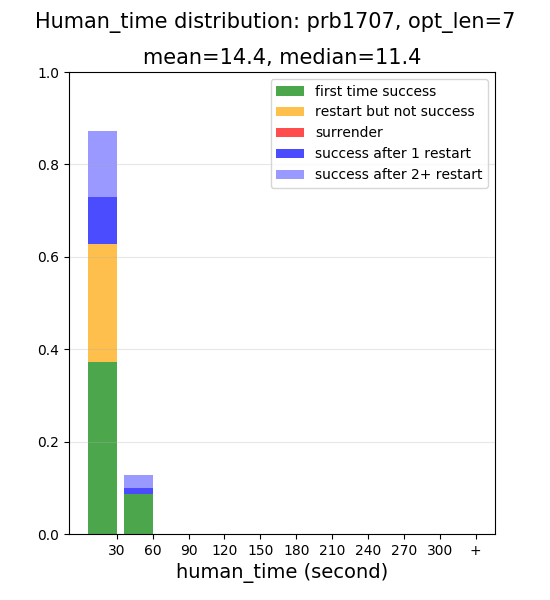 Human_time distribution: prb1707, opt_len=7
mean=14.4, median=11.4
1.0
0.8
0.6
0.4
0.2
0.0
first time success
restart but not success
surrender
success after 1 restart
success after 2+ restart
30 60 90 120 150 180 210 240 270 300 +
human_time (second)